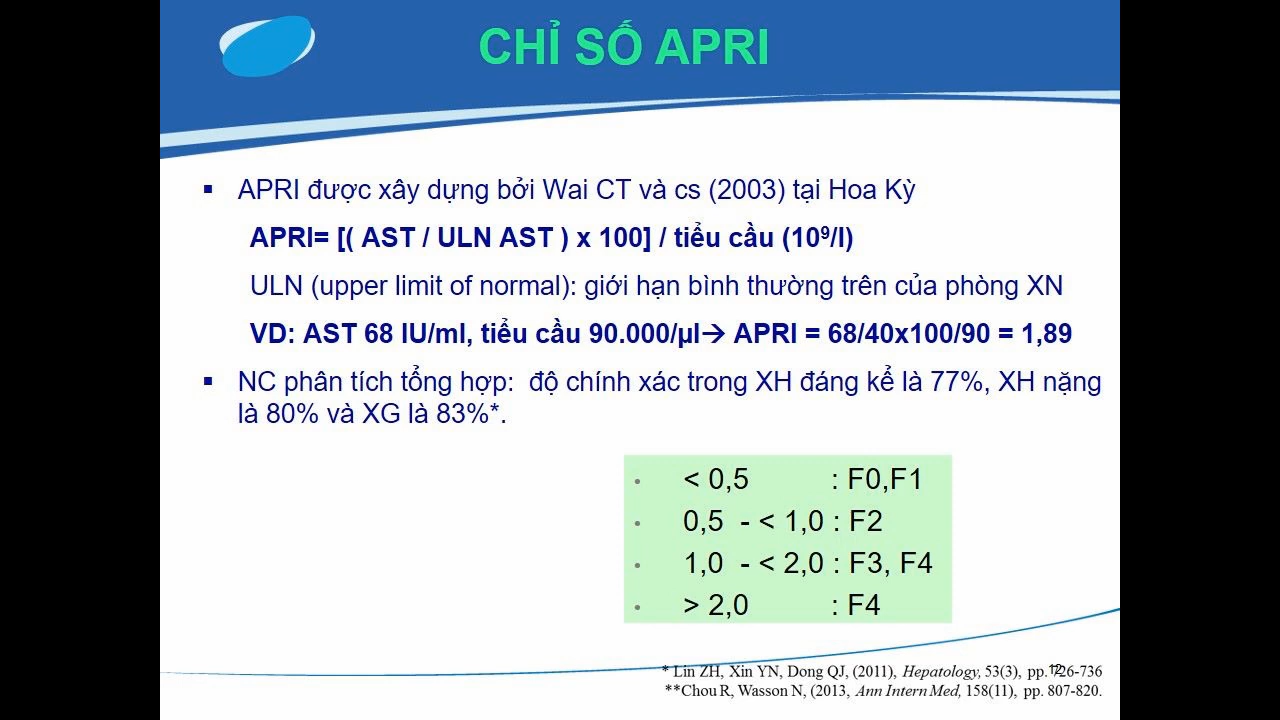 CHỈ SỐ APRI
▪ APRI được xây dựng bởi Wai CT và cs (2003) tại Hoa Kỳ
APRI= [( AST / ULN AST ) x 100] / tiểu cầu (10⁹/l)
ULN (upper limit of normal): giới hạn bình thường trên của phòng XN
VD: AST 68 IU/ml, tiểu cầu 90.000/µl→ APRI = 68/40x100/90 = 1,89
▪ NC phân tích tổng hợp: độ chính xác trong XH đáng kể là 77%, XH nặng
là 80% và XG là 83%*.
• < 0,5 : F0,F1
• 0,5 - < 1,0 : F2
• 1,0 - < 2,0 : F3, F4
• > 2,0 : F4
* Lin ZH, Xin YN, Dong QJ, (2011), Hepatology, 53(3), pp. 726-736
12
**Chou R, Wasson N, (2013, Ann Intern Med, 158(11), pp. 807-820.